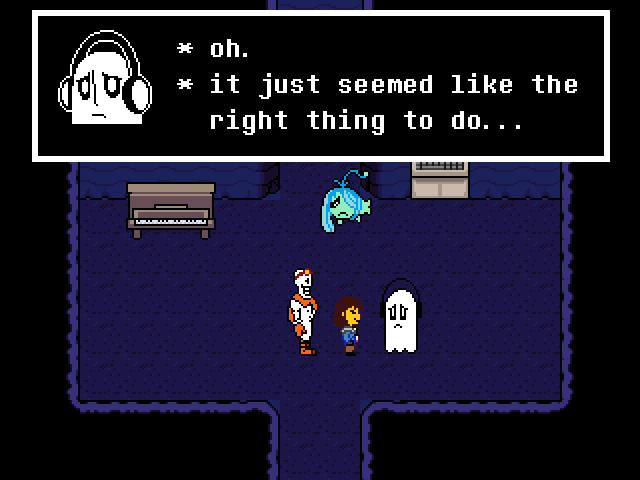 * oh.
* it just seemed like the
right thing to do...